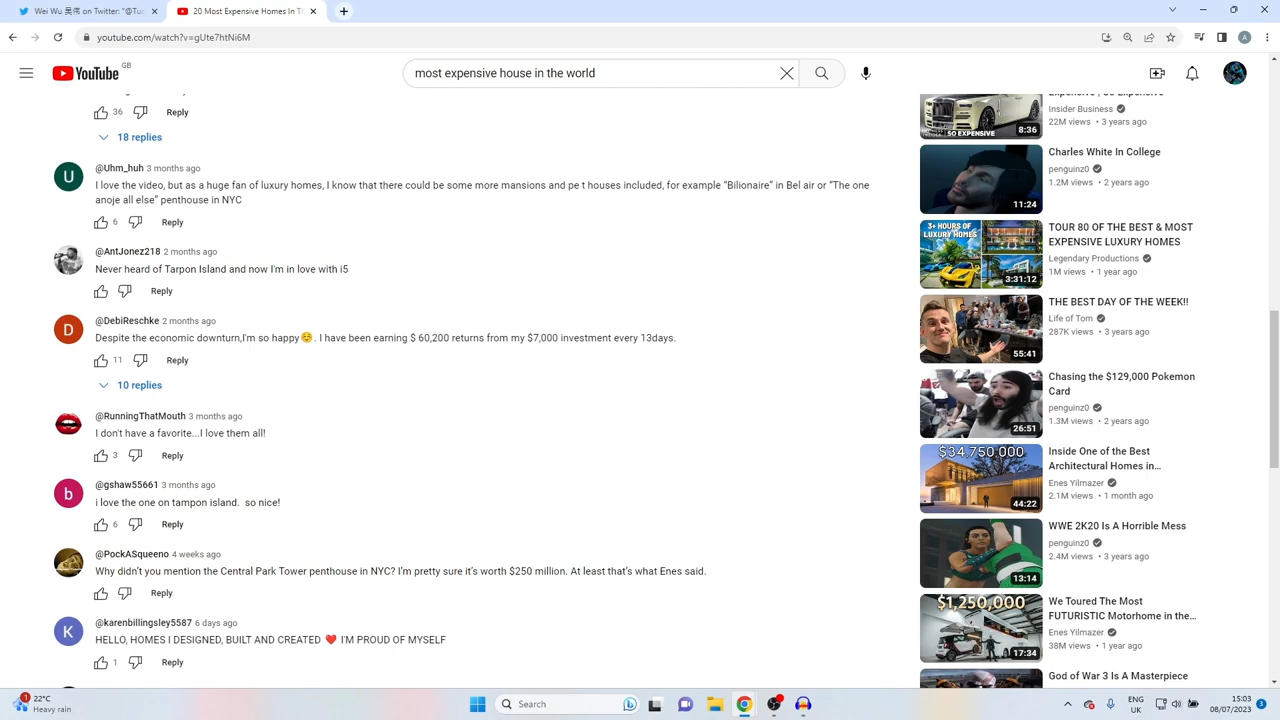 Wei Wu 吴伟 on Twitter: "@Tuc
20 Most Expensive Homes in Th
youtube.com/watch?v=gUte7htNi6M
A
YouTube GB
most expensive house in the world
36 Reply
18 replies
U
@Uhm_huh 3 months ago
I love the video, but as a huge fan of luxury homes, I know that there could be some more mansions and pe t houses included, for example “Bilionaire” in Bel air or “The one
anoje all else” penthouse in NYC
6 Reply
@AntJonez218 2 months ago
Never heard of Tarpon Island and now I'm in love with i5
Reply
D
@DebiReschke 2 months ago
Despite the economic downturn,I'm so happy☺️. I have been earning $ 60,200 returns from my $7,000 investment every 13days.
11 Reply
10 replies
@RunningThatMouth 3 months ago
I don't have a favorite...I love them all!
3 Reply
b
@gshaw55661 3 months ago
i love the one on tampon island. so nice!
6 Reply
@PockASqueeno 4 weeks ago
Why didn’t you mention the Central Park Tower penthouse in NYC? I’m pretty sure it’s worth $250 million. At least that’s what Enes said.
Reply
K
@karenbillingsley5587 6 days ago
HELLO, HOMES I DESIGNED, BUILT AND CREATED ❤️ I'M PROUD OF MYSELF
1 Reply
Expensive | So Expensive
Insider Business
22M views • 3 years ago
SO EXPENSIVE
8:36
Charles White In College
penguinz0
1.2M views • 2 years ago
11:24
TOUR 80 OF THE BEST & MOST
EXPENSIVE LUXURY HOMES
Legendary Productions
1M views • 1 year ago
3+ HOURS OF
LUXURY HOMES
3:31:12
THE BEST DAY OF THE WEEK!!
Life of Tom
287K views • 3 years ago
55:41
Chasing the $129,000 Pokemon
Card
penguinz0
1.3M views • 2 years ago
26:51
Inside One of the Best
Architectural Homes in...
Enes Yilmazer
2.1M views • 1 month ago
$34,750,000
44:22
WWE 2K20 Is A Horrible Mess
penguinz0
2.4M views • 3 years ago
13:14
We Toured The Most
FUTURISTIC Motorhome in the...
Enes Yilmazer
38M views • 1 year ago
$1,250,000
17:34
God of War 3 Is A Masterpiece
1
22°C
Heavy rain
Search
ENG
UK
15:03
08/07/2023
3